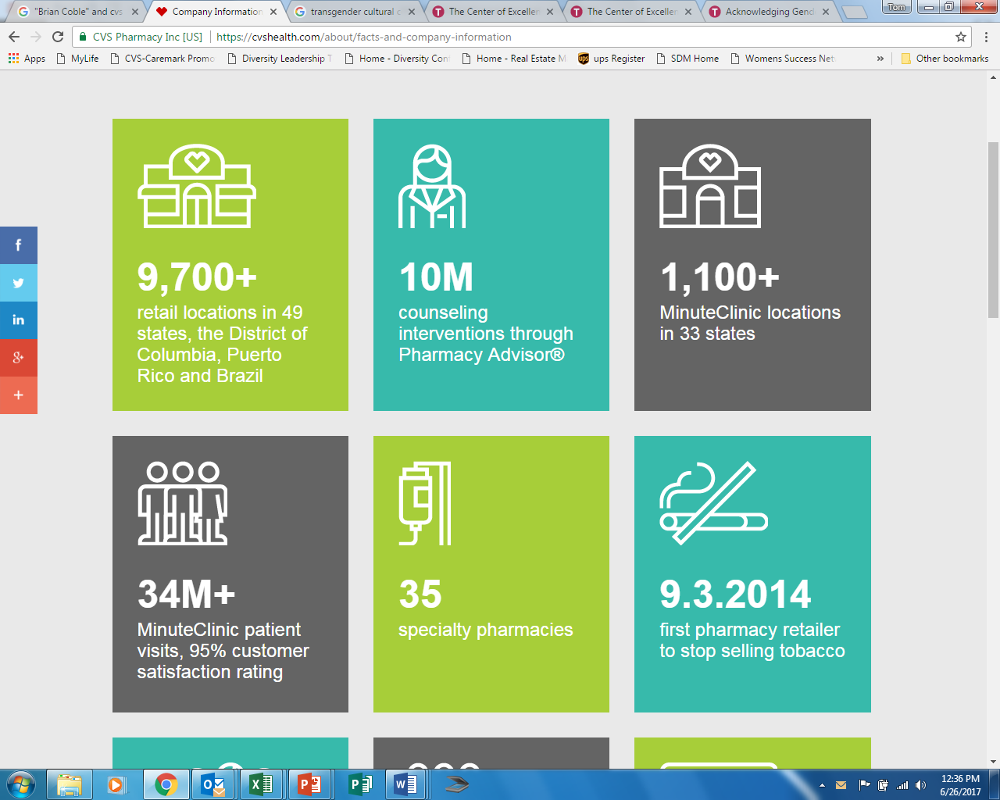 "Brian Coble" and cvs
Company Information
transgender cultural c
The Center of Excellen
The Center of Excellen
Acknowledging Gend
Tom
CVS Pharmacy Inc [US] | https://cvshealth.com/about/facts-and-company-information
Apps
MyLife
CVS-Caremark Promo
Diversity Leadership T
Home - Diversity Con
Home - Real Estate M
ups Register
SDM Home
Womens Success Net
»
Other bookmarks
9,700+
retail locations in 49
states, the District of
Columbia, Puerto
Rico and Brazil
10M
counseling
interventions through
Pharmacy Advisor®
1,100+
MinuteClinic locations
in 33 states
34M+
MinuteClinic patient
visits, 95% customer
satisfaction rating
35
specialty pharmacies
9.3.2014
first pharmacy retailer
to stop selling tobacco
12:36 PM
6/26/2017